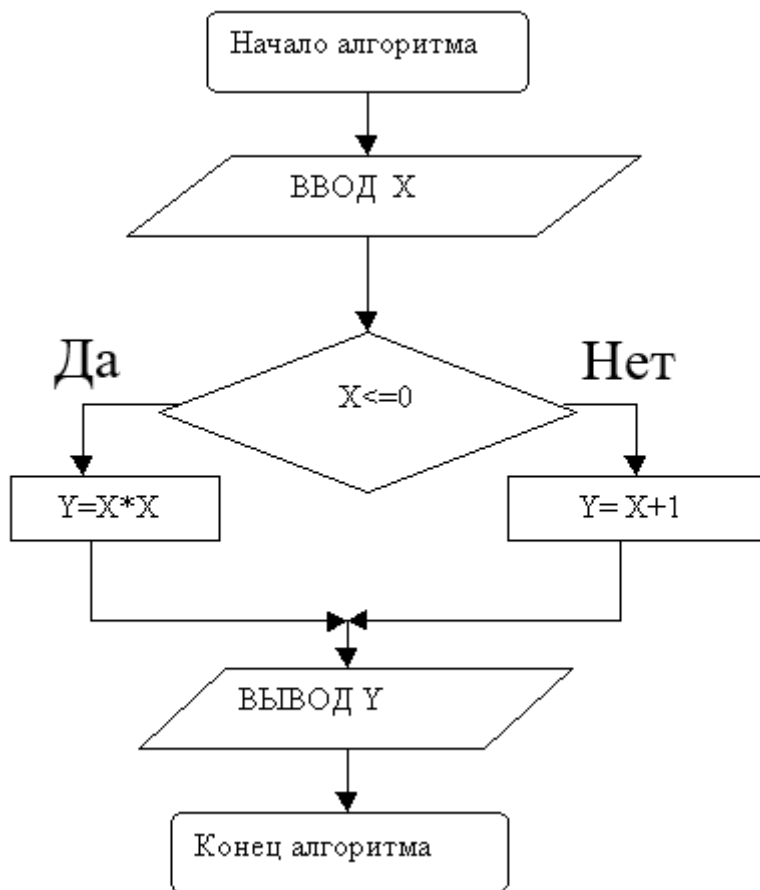 Начало алгоритма
ВВОД X
Да
Нет
X<=0
Y=X*X
Y= X+1
ВЫВОД Y
Конец алгоритма